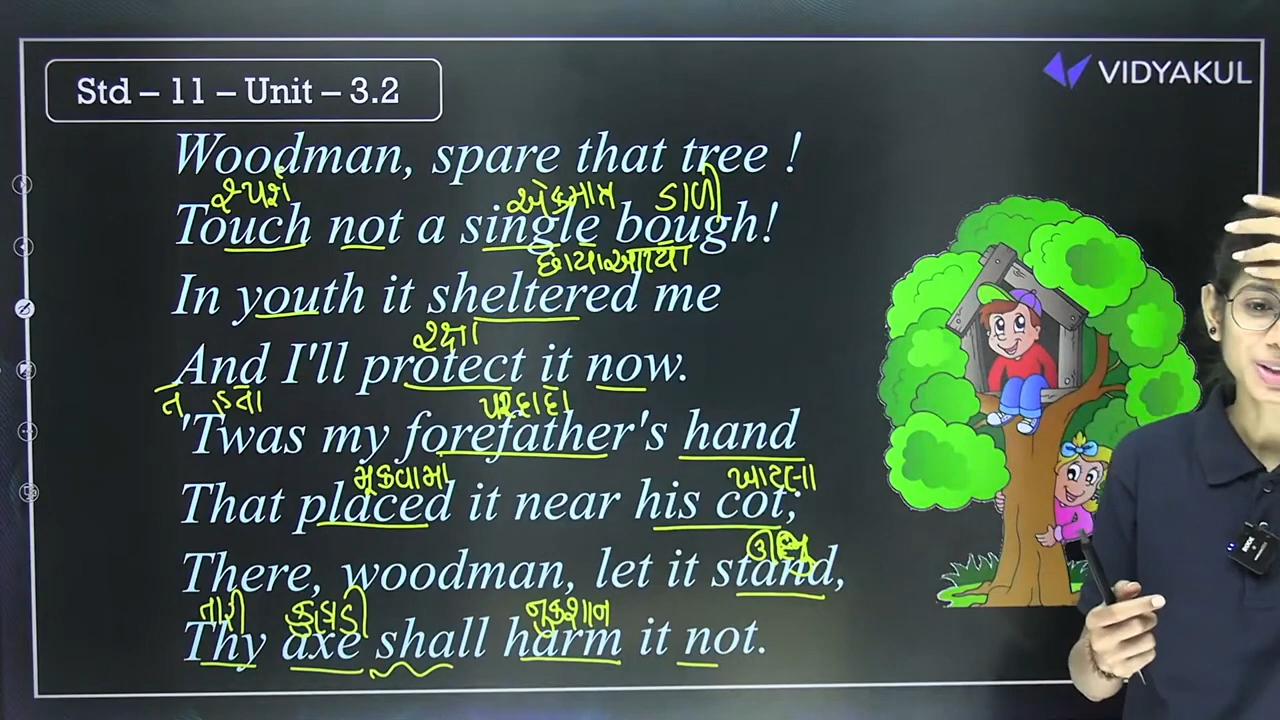 Std – 11 – Unit – 3.2
VIDYAKUL
Woodman, spare that tree !
સ્પર્શ એકમાત્ર ડાળી
Touch not a single bough!
છાયા આપ્યા
In youth it sheltered me
રક્ષા
And I'll protect it now.
તે હતા પરદાદા
'Twas my forefather's hand
મૂકવામા ખાટલા
That placed it near his cot;
There, woodman, let it stand,
તારી કુહાડી નુકશાન
Thy axe shall harm it not.